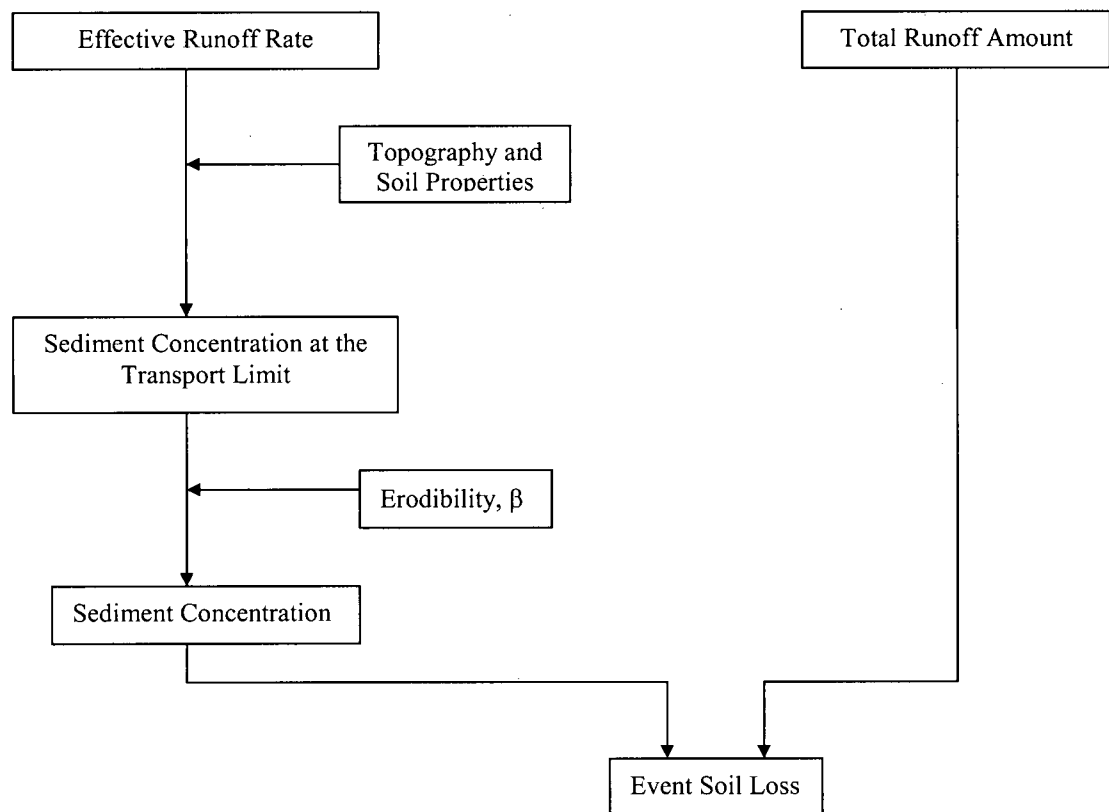 Effective Runoff Rate
Total Runoff Amount
Topography and
Soil Properties
Sediment Concentration at the
Transport Limit
Erodibility, β
Sediment Concentration
Event Soil Loss